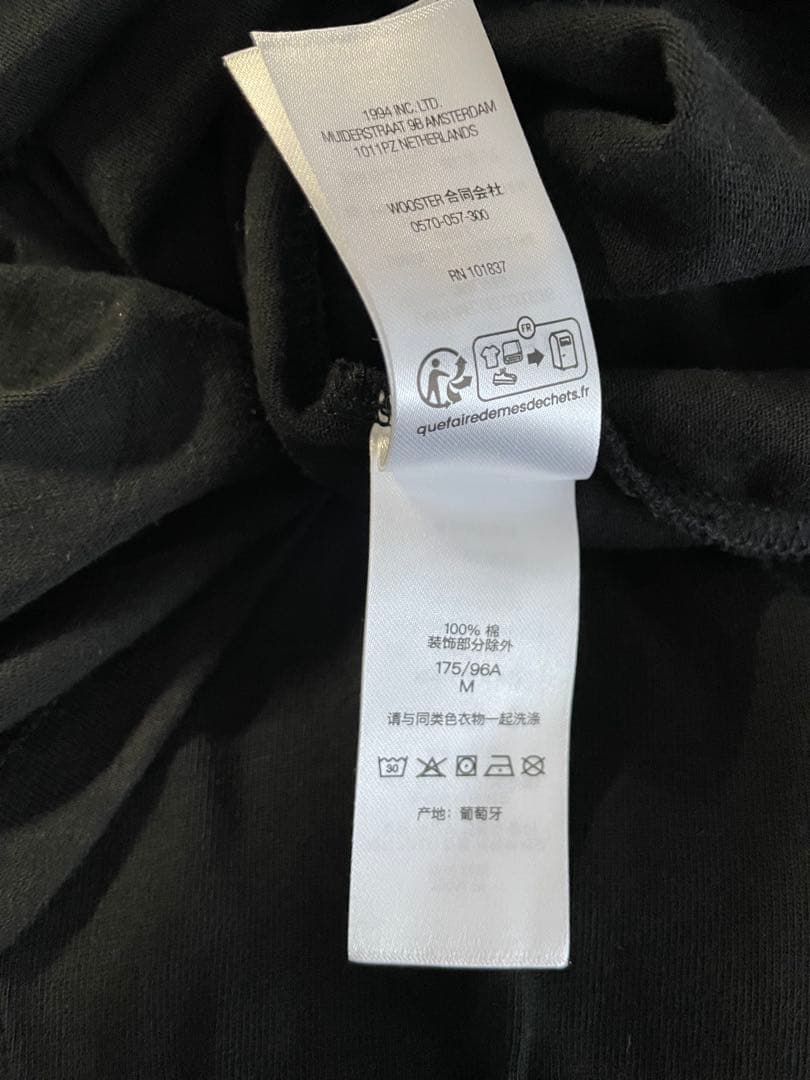 1994 INC. LTD.
MUIDERSTRAAT 9B AMSTERDAM
1011PZ NETHERLANDS
WOOSTER 合同会社
0570-057-300
RN 101837
FR
quefairedemesdechets.fr
100% 棉
装饰部分除外
175/96A
M
请与同类色衣物一起洗涤
30
产地: 葡萄牙